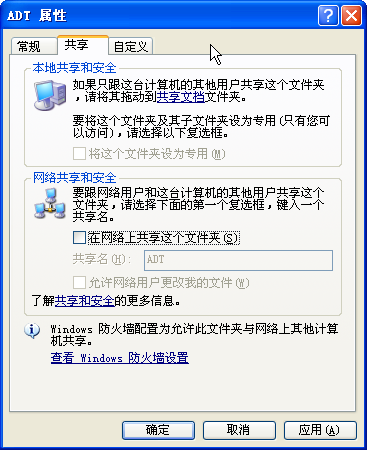 ADT 属性
常规 共享 自定义
本地共享和安全
如果只跟这台计算机的其他用户共享这个文件夹
，请将其拖动到共享文档文件夹。
要将这个文件夹及其子文件夹设为专用(只有您可
以访问)，请选择以下复选框。
将这个文件夹设为专用(M)
网络共享和安全
要跟网络用户和这台计算机的其他用户共享这个
文件夹，请选择下面的第一个复选框，键入一个
共享名。
在网络上共享这个文件夹(S)
共享名(H): ADT
允许网络用户更改我的文件(W)
了解共享和安全的更多信息。
Windows 防火墙配置为允许此文件夹与网络上其他计算
机共享。
查看 Windows 防火墙设置
确定 取消 应用(A)